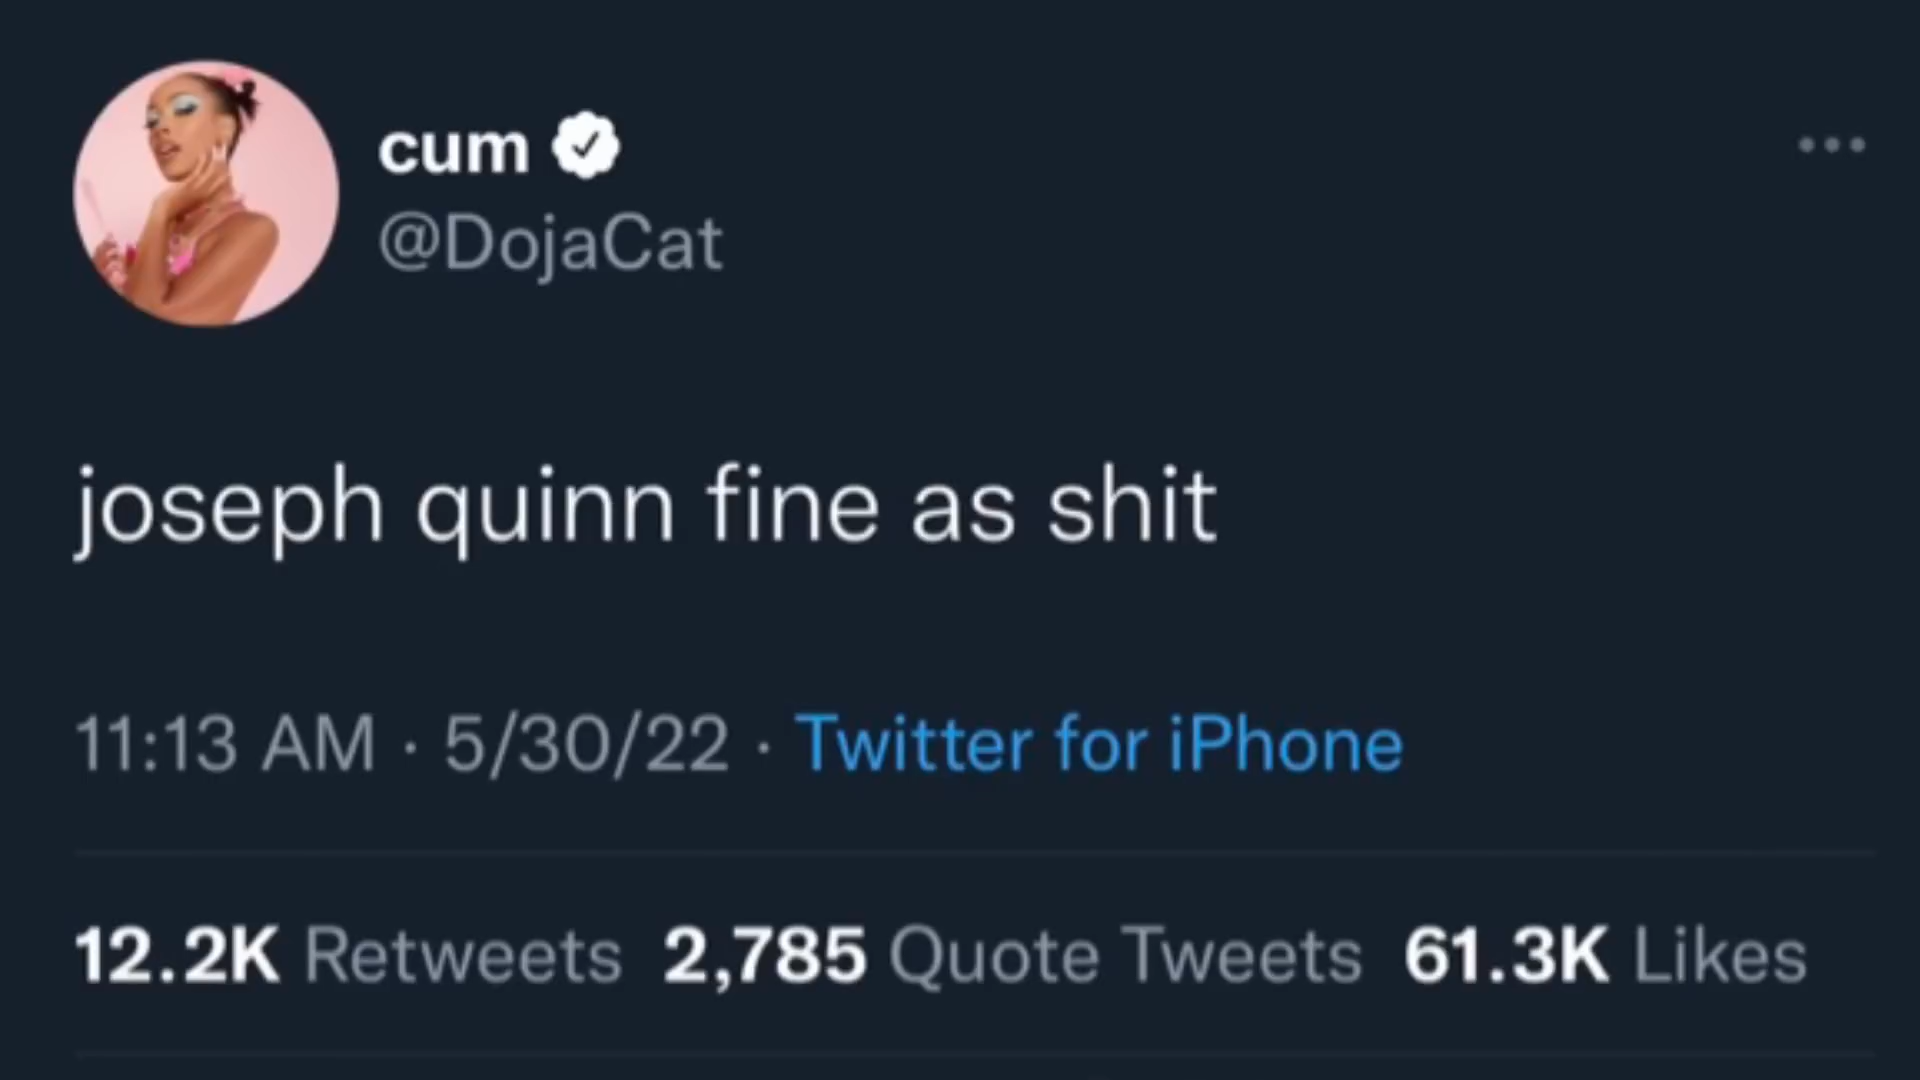 cum
@DojaCat
joseph quinn fine as shit
11:13 AM · 5/30/22 · Twitter for iPhone
12.2K Retweets 2,785 Quote Tweets 61.3K Likes